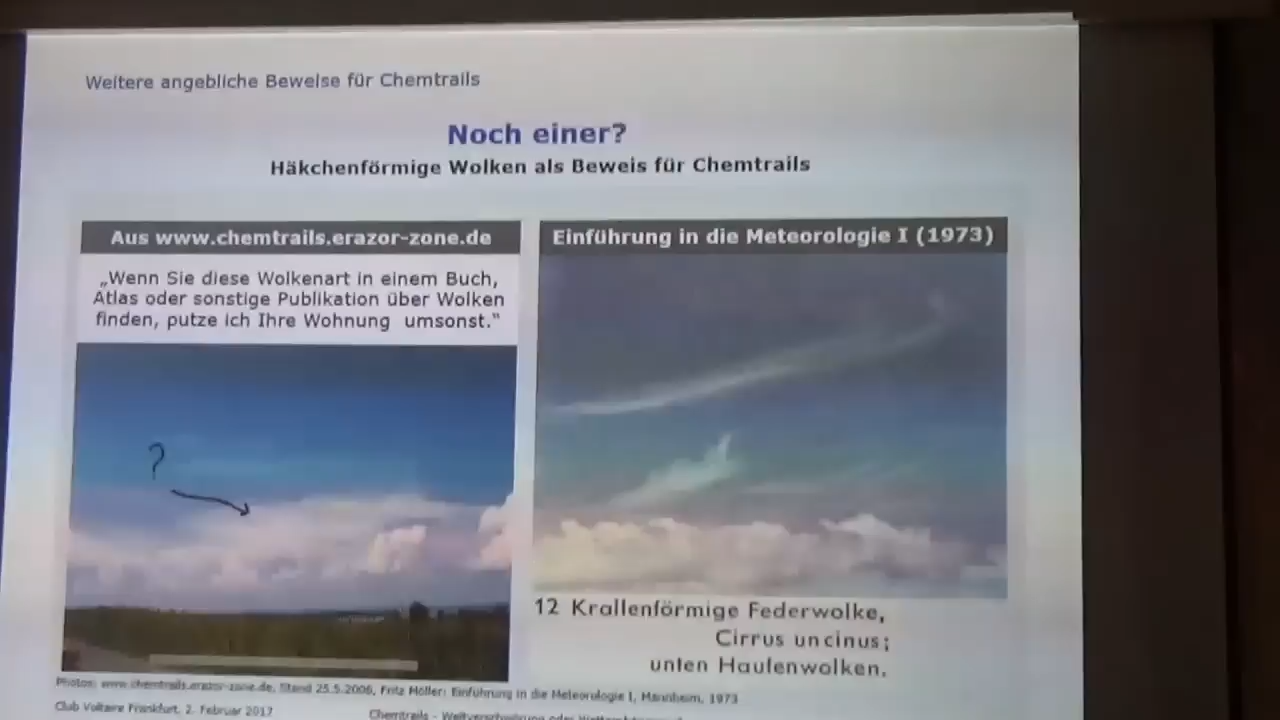 Weitere angebliche Beweise für Chemtrails
Noch einer?
Häkchenförmige Wolken als Beweis für Chemtrails
Aus www.chemtrails.erazor-zone.de
„Wenn Sie diese Wolkenart in einem Buch,
Atlas oder sonstige Publikation über Wolken
finden, putze ich Ihre Wohnung umsonst.“
?
Einführung in die Meteorologie I (1973)
12 Krallenförmige Federwolke,
Cirrus uncinus;
unten Haufenwolken.
Photos: www.chemtrails.erazor-zone.de, Stand 25.5.2006, Fritz Möller: Einführung in die Meteorologie I, Mannheim, 1973
Club Voltaire Frankfurt, 2. Februar 2017
Chemtrails - Weltverschwörung oder